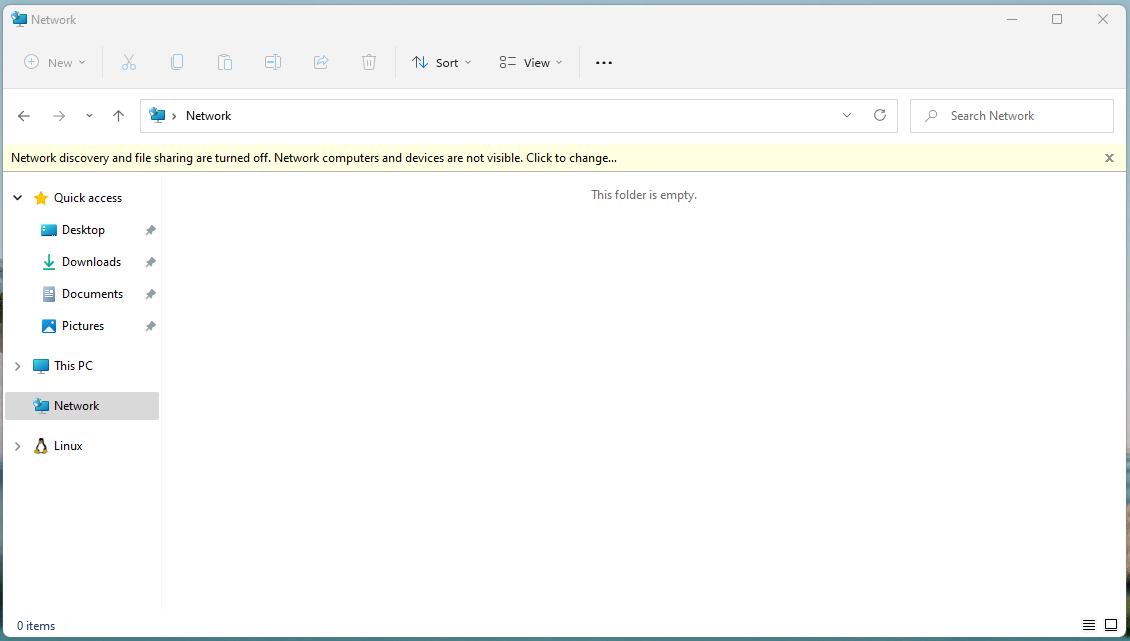 Network
New
Sort
View
Network
Search Network
Network discovery and file sharing are turned off. Network computers and devices are not visible. Click to change...
Quick access
This folder is empty.
Desktop
Downloads
Documents
Pictures
This PC
Network
Linux
0 items